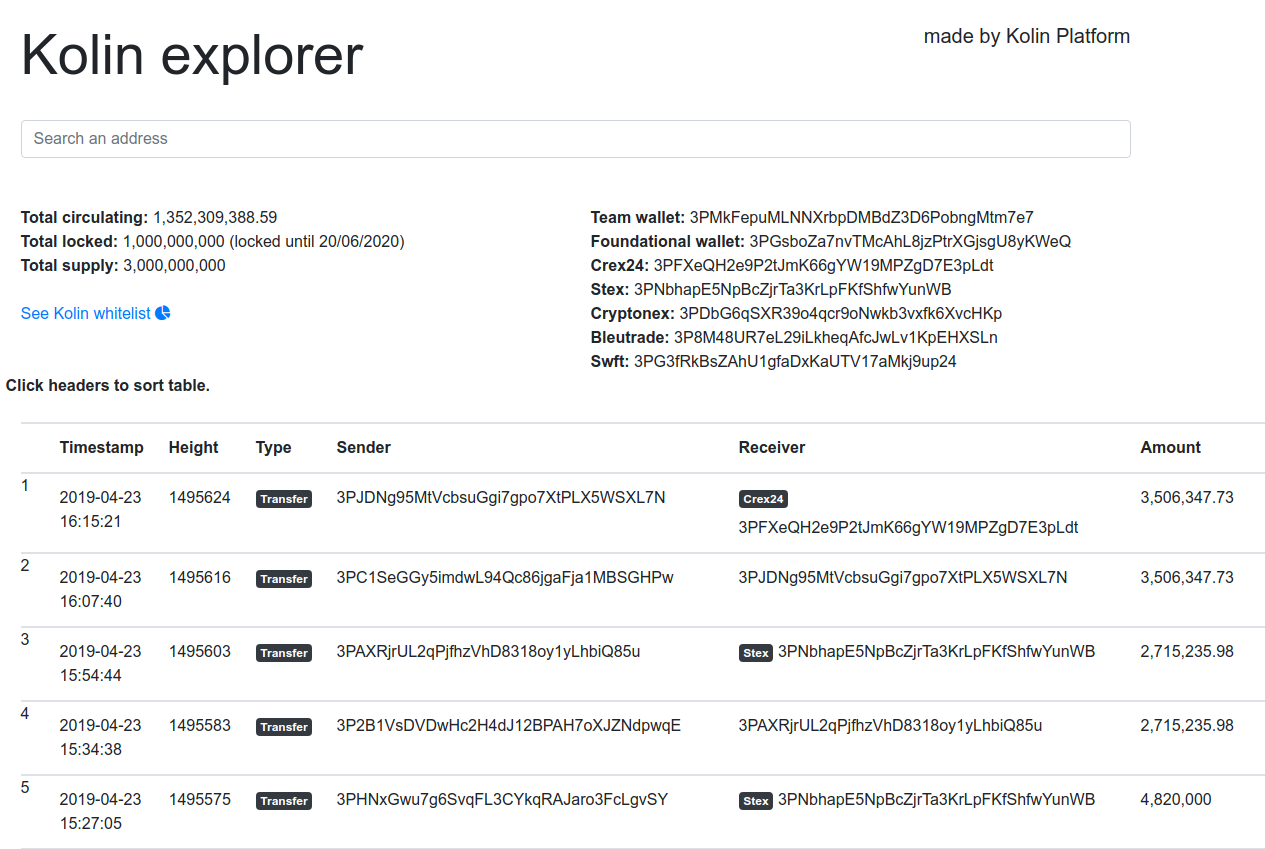 Kolin explorer
made by Kolin Platform
Search an address
Total circulating: 1,352,309,388.59
Total locked: 1,000,000,000 (locked until 20/06/2020)
Total supply: 3,000,000,000
See Kolin whitelist
Team wallet: 3PMkFepuMLNNXrbpDMBdZ3D6PobngMtm7e7
Foundational wallet: 3PGsboZa7nvTMcAhL8jzPtrXGjsgU8yKWeQ
Crex24: 3PFXeQH2e9P2tJmK66gYW19MPZgD7E3pLdt
Stex: 3PNbhapE5NpBcZjrTa3KrLpFKfShfwYunWB
Cryptonex: 3PDbG6qSXR39o4qcr9oNwkb3vxfk6XvcHKp
Bleutrade: 3P8M48UR7eL29iLkheqAfcJwLv1KpEHXSLn
Swft: 3PG3fRkBsZAhU1gfaDxKaUTV17aMkj9up24
Click headers to sort table.
Timestamp Height Type Sender Receiver Amount
1 2019-04-23 1495624 Transfer 3PJDNg95MtVcbsuGgi7gpo7XtPLX5WSXL7N Crex24 3,506,347.73
16:15:21 3PFXeQH2e9P2tJmK66gYW19MPZgD7E3pLdt
2 2019-04-23 1495616 Transfer 3PC1SeGGy5imdwL94Qc86jgaFja1MBSGHPw 3PJDNg95MtVcbsuGgi7gpo7XtPLX5WSXL7N 3,506,347.73
16:07:40
3 2019-04-23 1495603 Transfer 3PAXRjrUL2qPjfhzVhD8318oy1yLhbiQ85u Stex 3PNbhapE5NpBcZjrTa3KrLpFKfShfwYunWB 2,715,235.98
15:54:44
4 2019-04-23 1495583 Transfer 3P2B1VsDVDwHc2H4dJ12BPAH7oXJZNdpwqE 3PAXRjrUL2qPjfhzVhD8318oy1yLhbiQ85u 2,715,235.98
15:34:38
5 2019-04-23 1495575 Transfer 3PHNxGwu7g6SvqFL3CYkqRAJaro3FcLgvSY Stex 3PNbhapE5NpBcZjrTa3KrLpFKfShfwYunWB 4,820,000
15:27:05